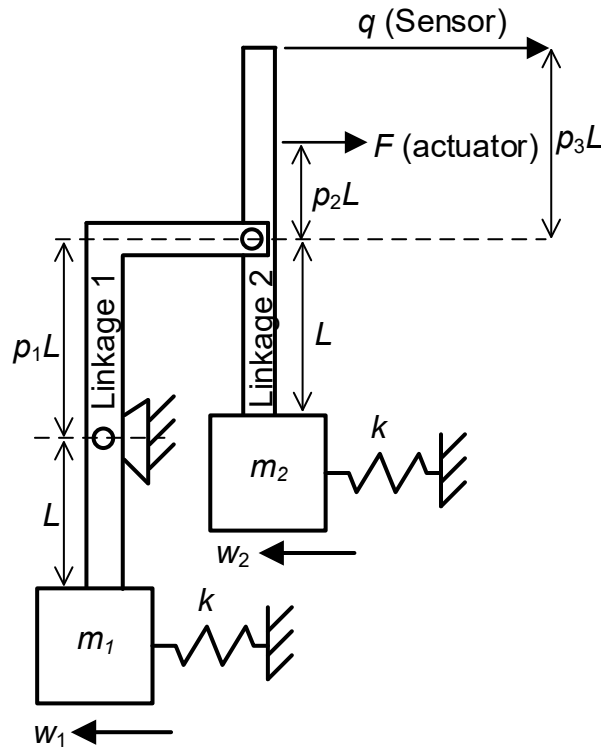 q (Sensor)
F (actuator)
p₃L
p₂L
Linkage 1
Linkage 2
p₁L
L
L
m₂
k
w₂
k
m₁
w₁